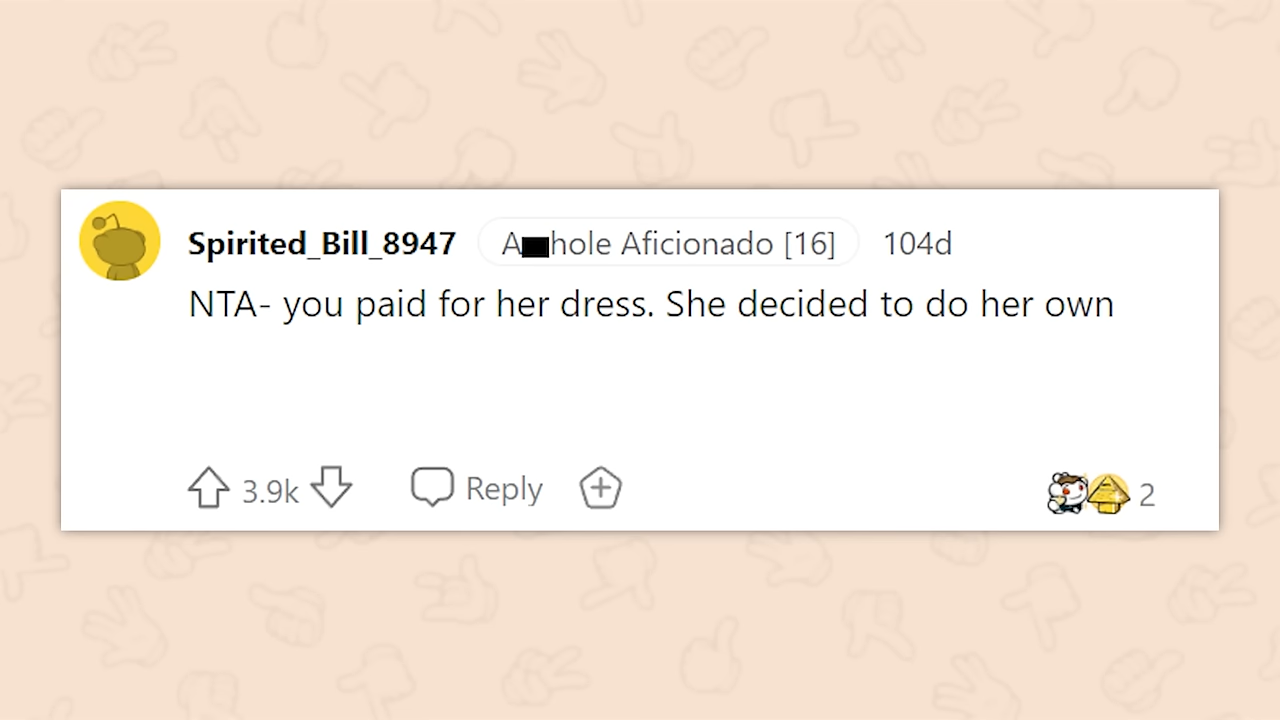 Spirited_Bill_8947 A■hole Aficionado [16] 104d
NTA- you paid for her dress. She decided to do her own
3.9k Reply 2